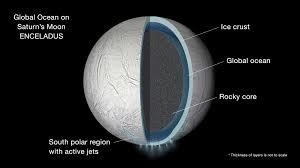 Global Ocean on
Saturn's Moon
ENCELADUS
Ice crust
Global ocean
Rocky core
South polar region
with active jets
* Thickness of layers is not to scale